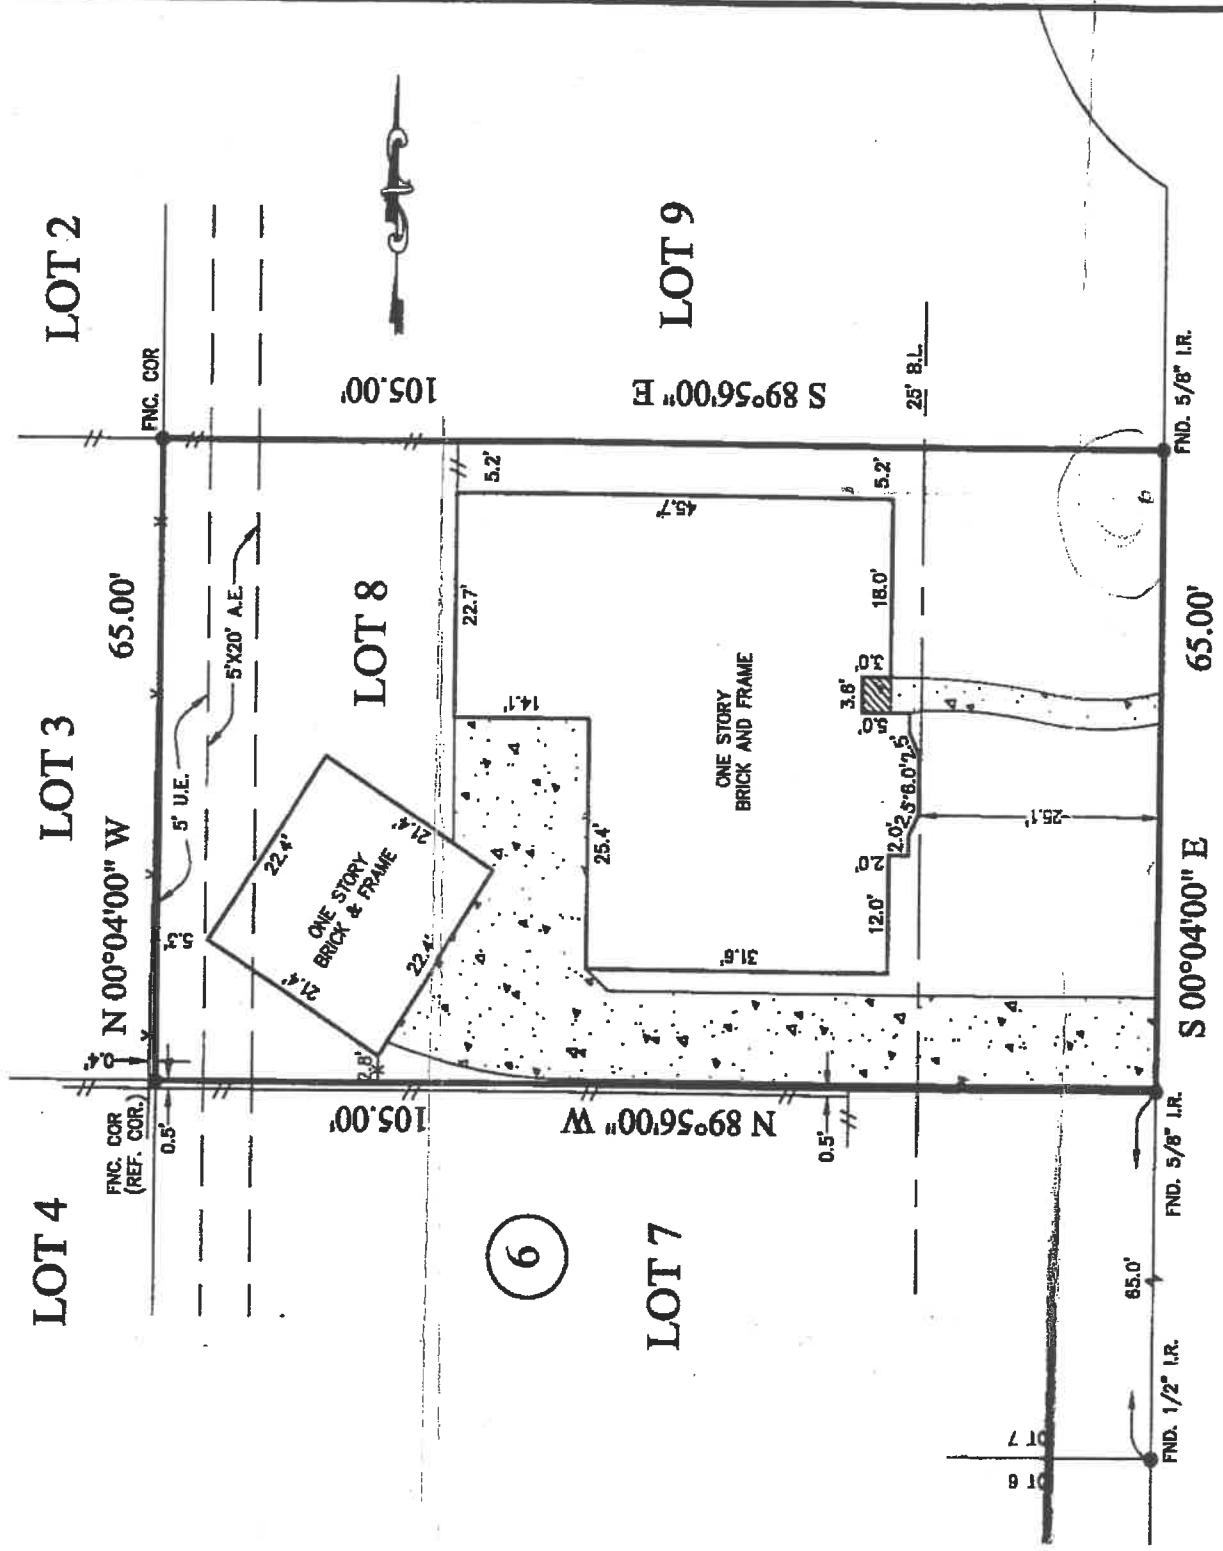 LOT 4
LOT 3
LOT 2
FNC. COR
(REF. COR.)
0.4'
0.5'
N 00°04'00" W
65.00'
FNC. COR
5' U.E.
5'X20' A.E.
5.3'
22.4'
21.4'
ONE STORY
BRICK & FRAME
21.4'
22.4'
2.8'
LOT 8
105.00'
N 89°56'00" W
105.00'
S 89°56'00" E
LOT 9
6
LOT 7
0.5'
22.7'
5.2'
14.1'
25.4'
45.7'
ONE STORY
BRICK AND FRAME
31.6'
12.0'
2.0'
2.0'
2.5'
6.0'
2.5'
5.0'
3.6'
3.0'
18.0'
5.2'
25' B.L.
25.1'
FND. 1/2" I.R.
65.0'
FND. 5/8" I.R.
S 00°04'00" E
65.00'
FND. 5/8" I.R.
OT 6
OT 7